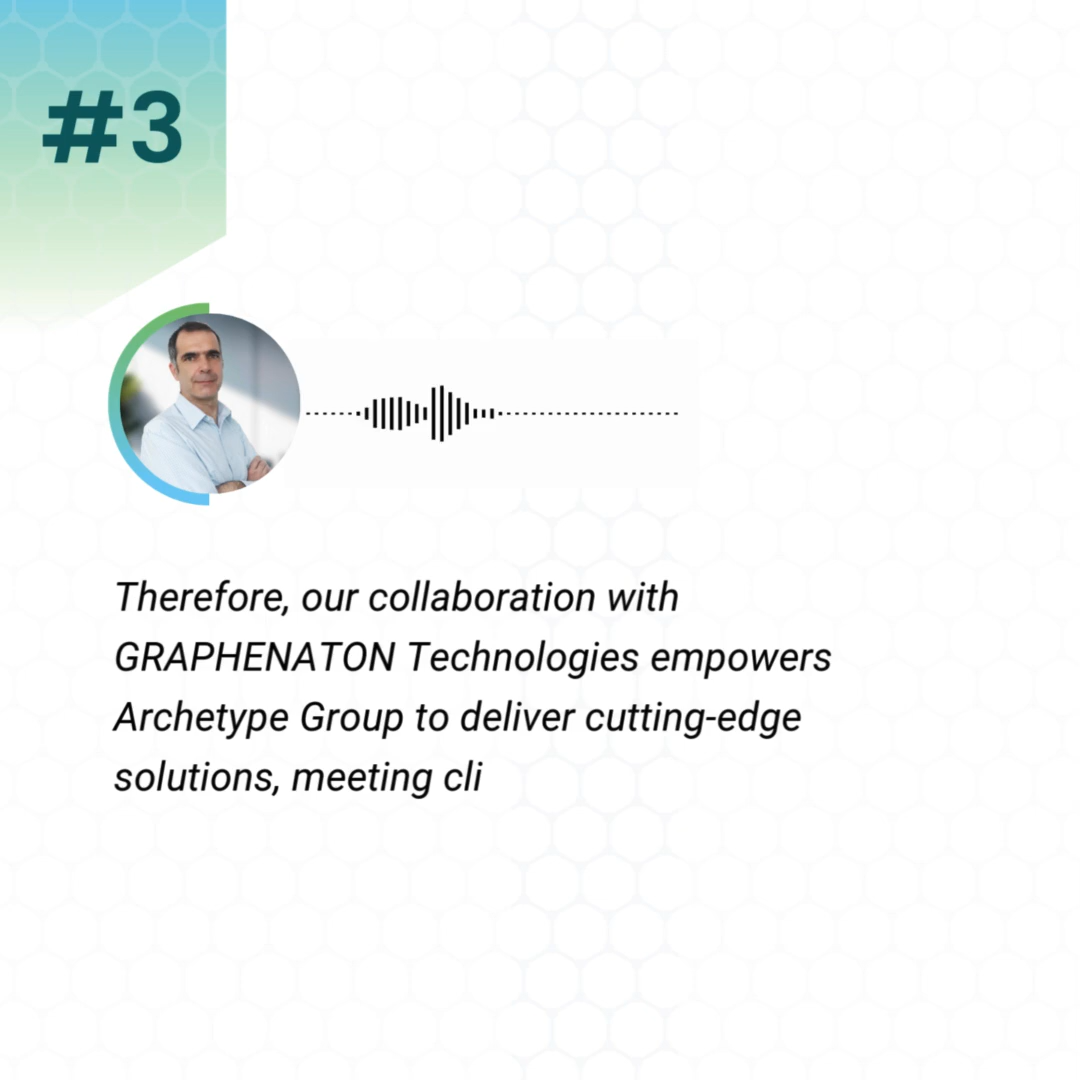 #3
Therefore, our collaboration with
GRAPHENATON Technologies empowers
Archetype Group to deliver cutting-edge
solutions, meeting cli